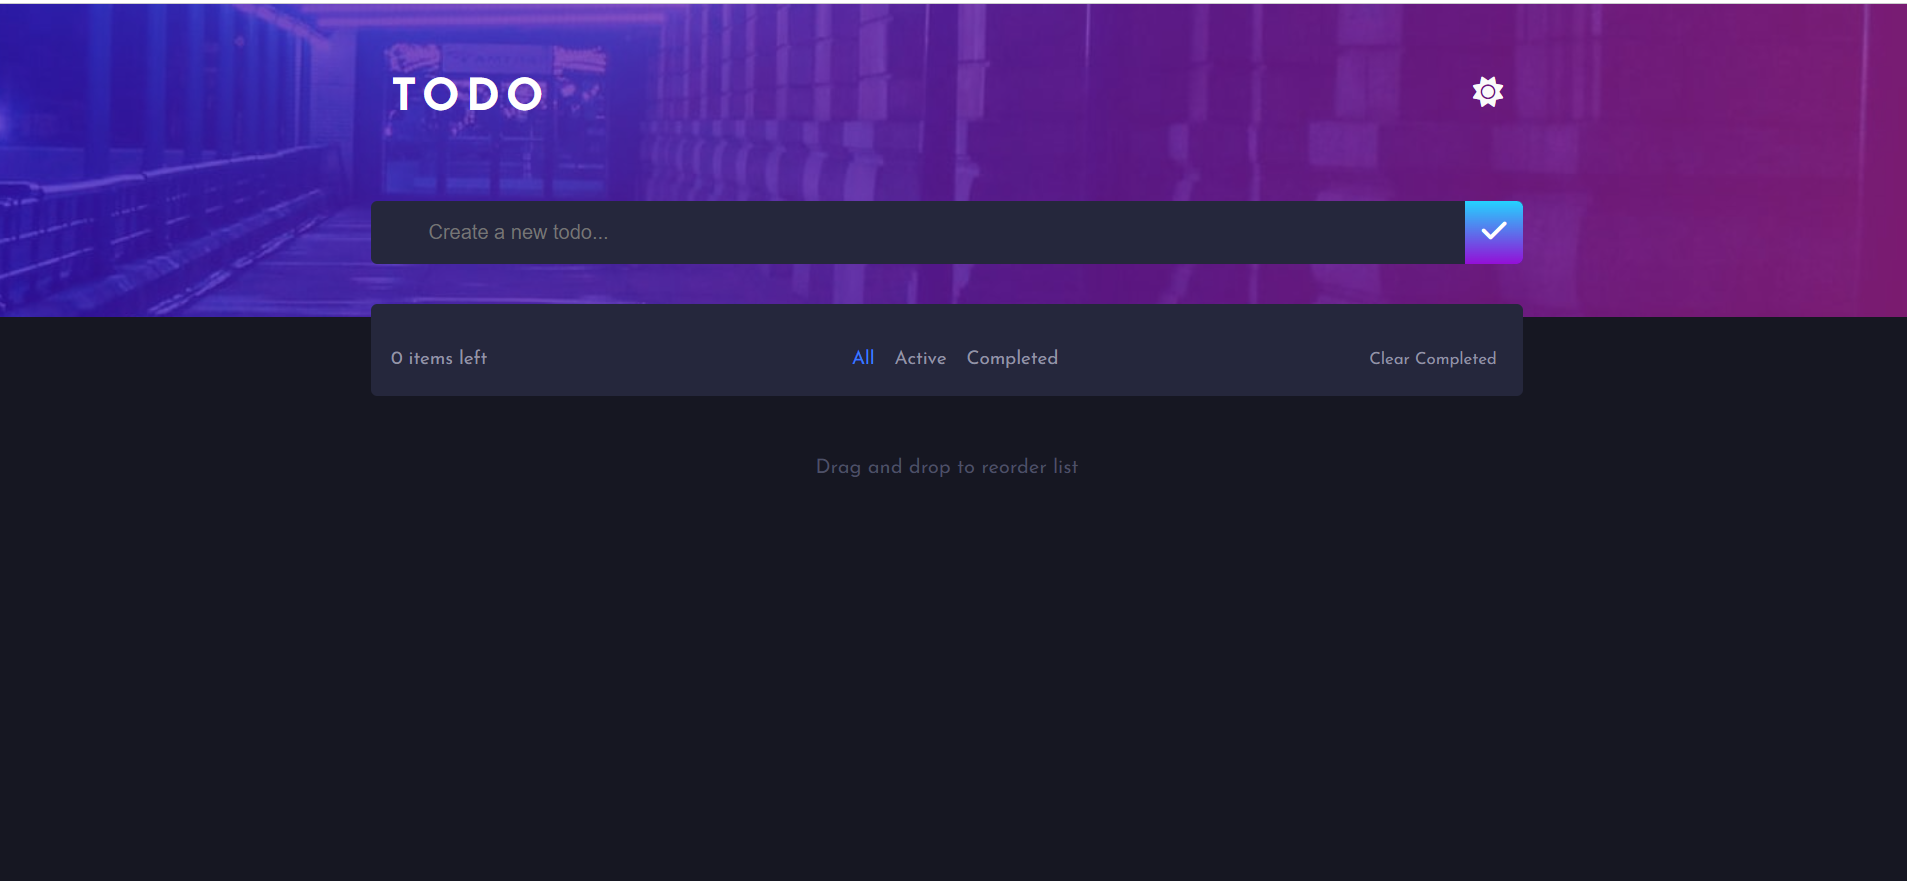 TODO
Create a new todo...
0 items left All Active Completed Clear Completed
Drag and drop to reorder list